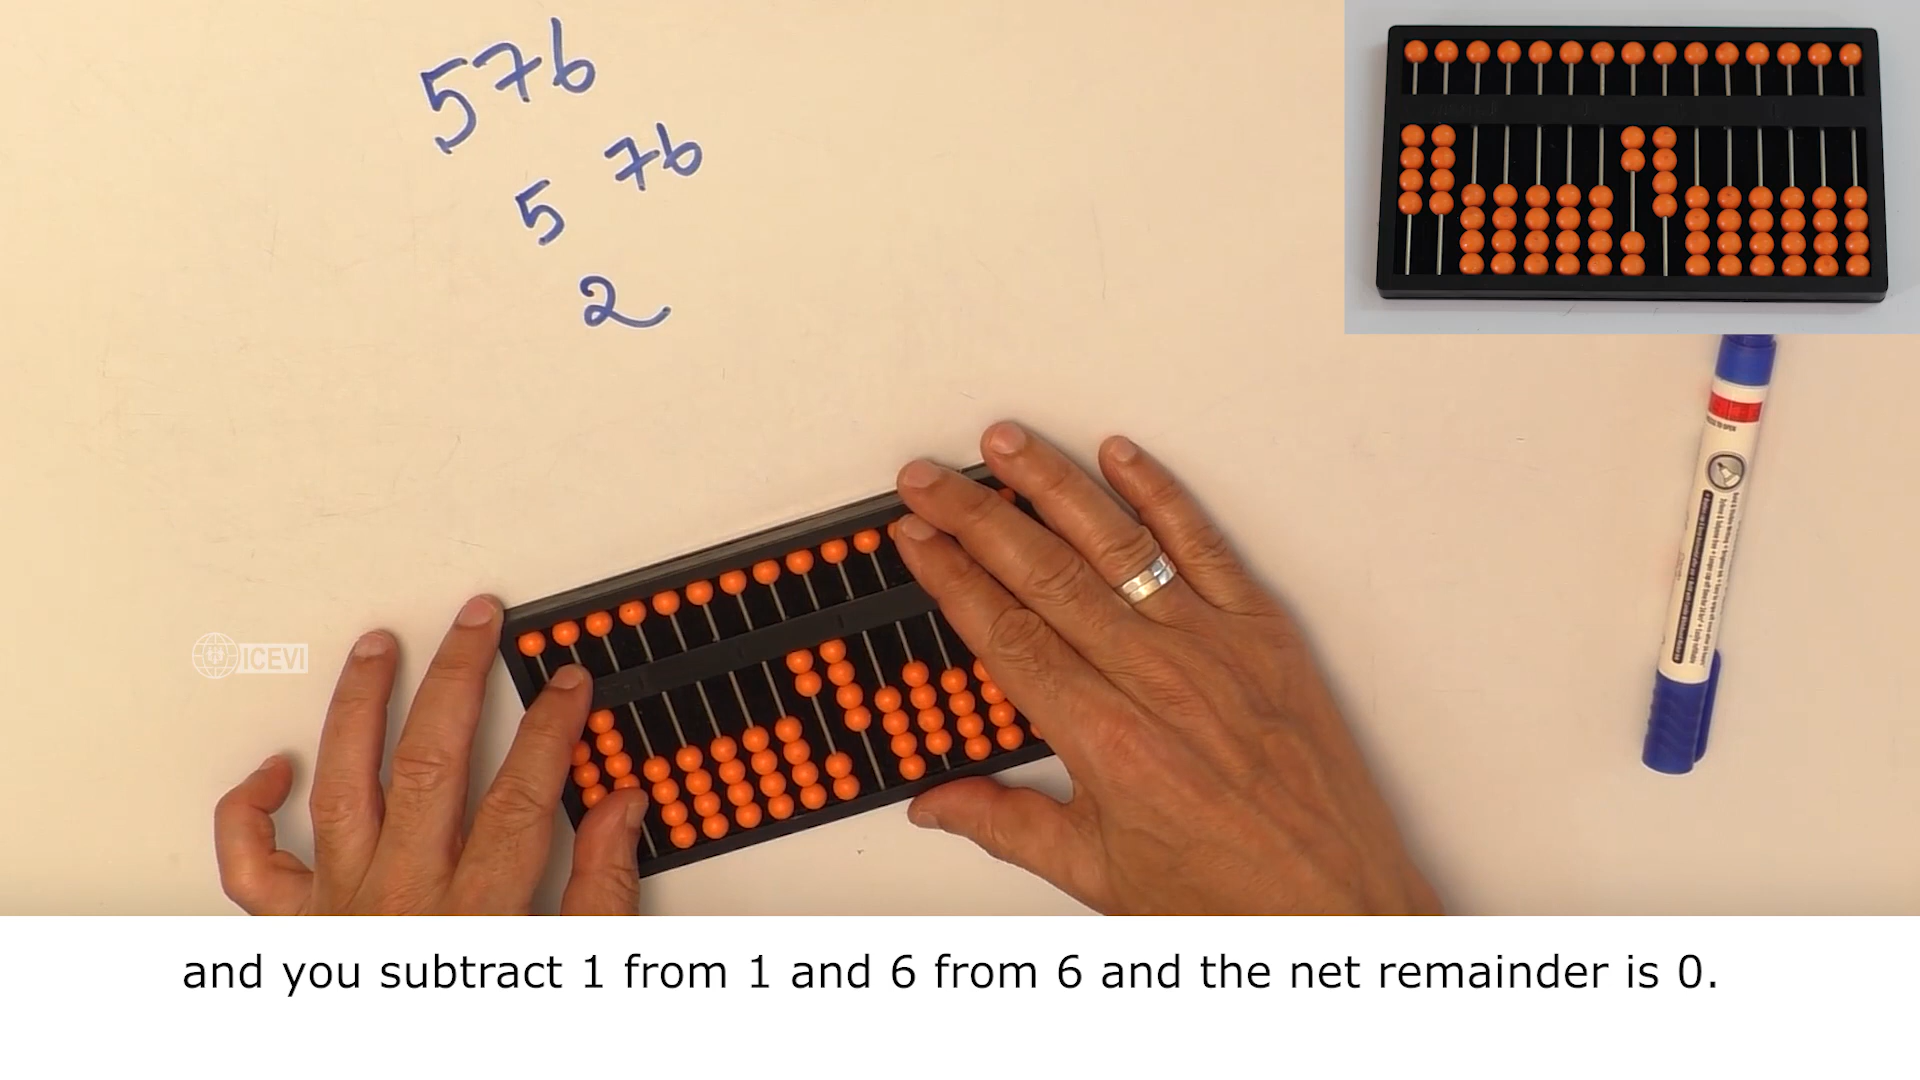 576
5 76
2
ICEVI
and you subtract 1 from 1 and 6 from 6 and the net remainder is 0.